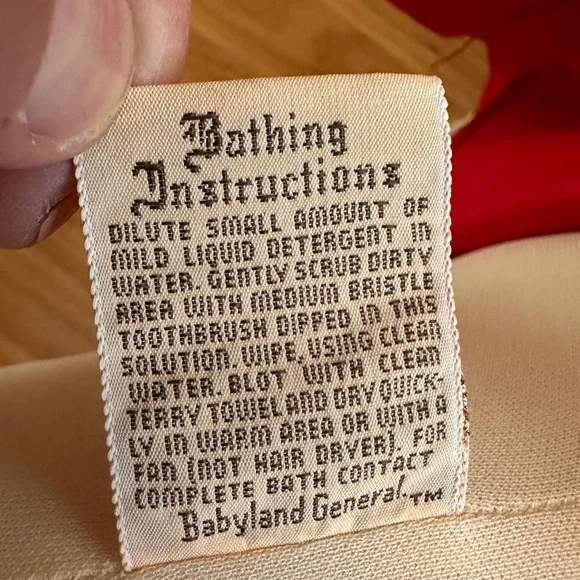 Bathing
Instructions
DILUTE SMALL AMOUNT OF
MILD LIQUID DETERGENT IN
WATER. GENTLY SCRUB DIRTY
AREA WITH MEDIUM BRISTLE
TOOTHBRUSH DIPPED IN THIS
SOLUTION. WIPE, USING CLEAN
WATER. BLOT WITH CLEAN
TERRY TOWEL AND DRY QUICK-
LY IN WARM AREA OR WITH A
FAN (NOT HAIR DRYER). FOR
COMPLETE BATH CONTACT
Babyland General.™